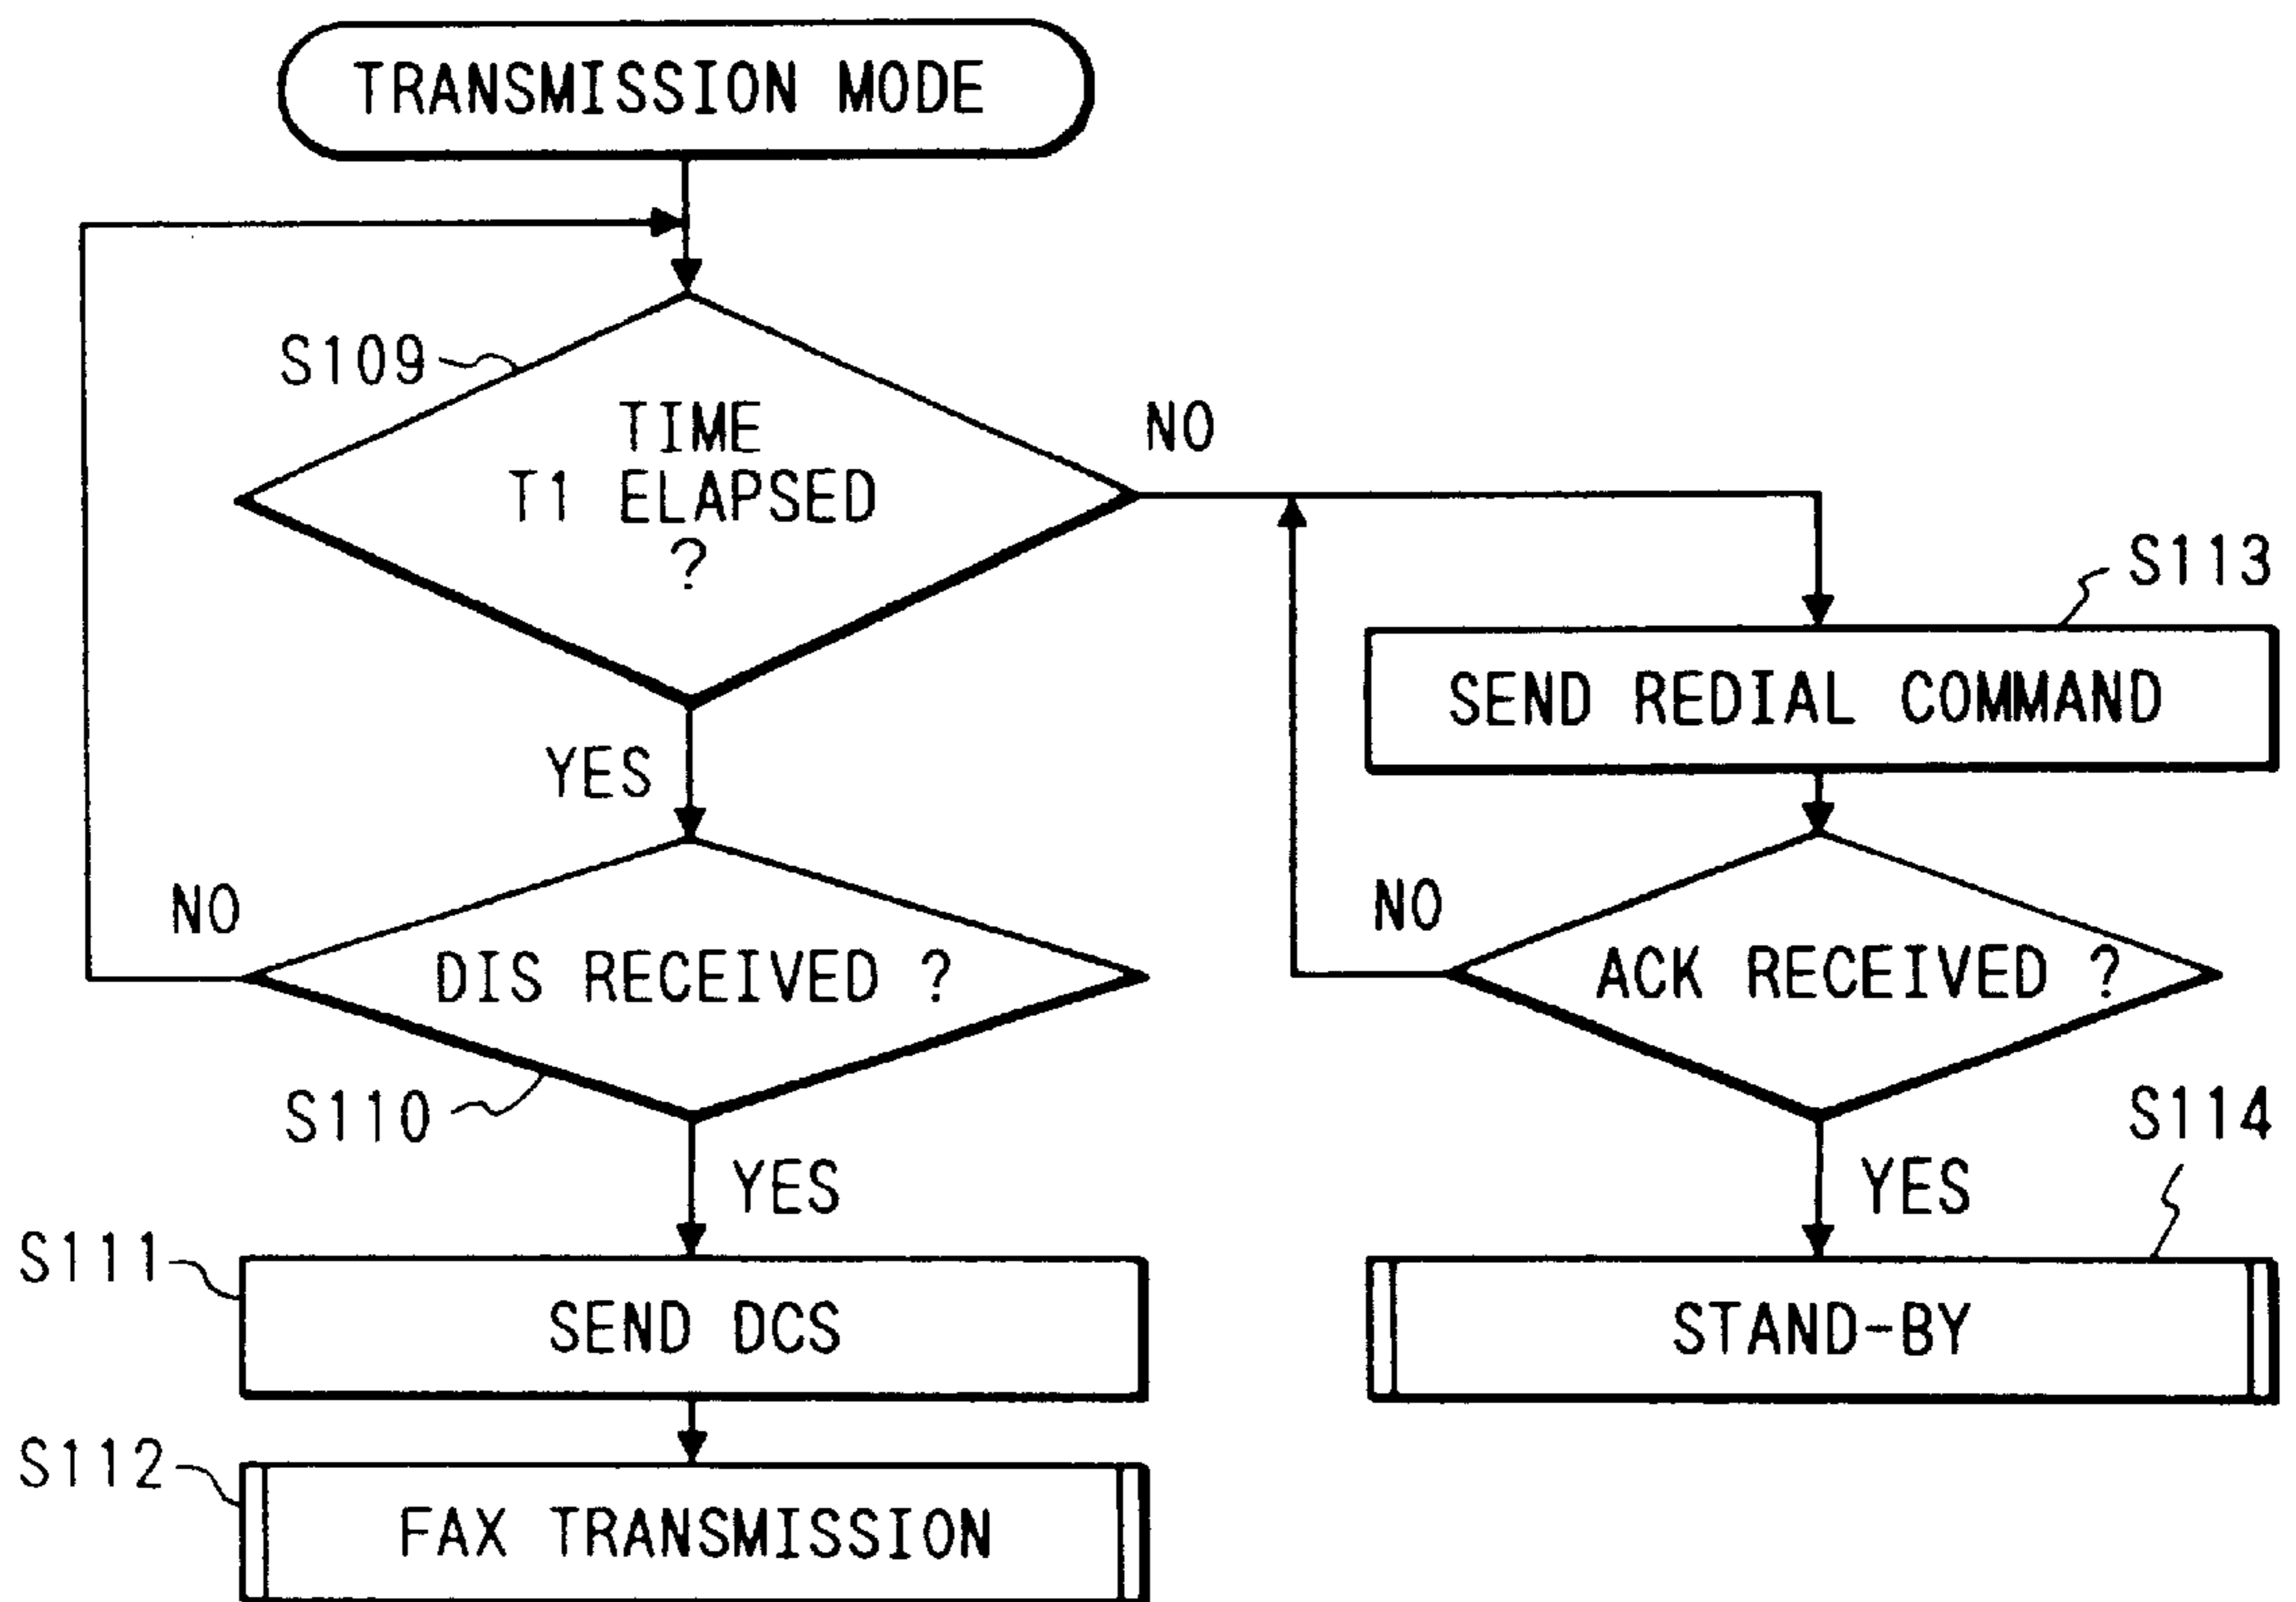 TRANSMISSION MODE
S109
TIME
T1 ELAPSED
?
NO
YES
S113
SEND REDIAL COMMAND
NO
DIS RECEIVED ?
S110
YES
NO
ACK RECEIVED ?
YES
S111
SEND DCS
S114
STAND-BY
S112
FAX TRANSMISSION